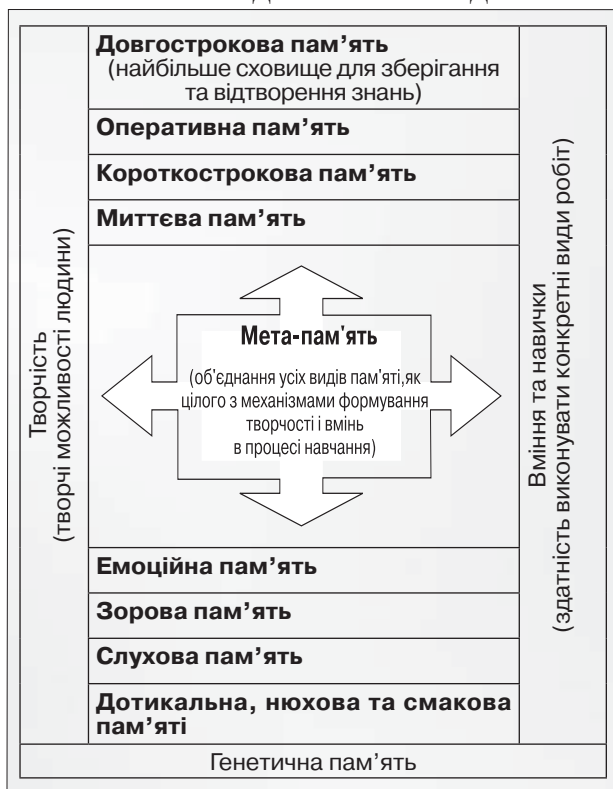 Довгострокова пам’ять
(найбільше сховище для зберігання
та відтворення знань)
Оперативна пам’ять
Короткострокова пам’ять
Миттєва пам’ять
Творчість
(творчі можливості людини)
Мета-пам'ять
(об'єднання усіх видів пам'яті,як
цілого з механізмами формування
творчості і вмінь
в процесі навчання)
Вміння та навички
(здатність виконувати конкретні види робіт)
Емоційна пам’ять
Зорова пам’ять
Слухова пам’ять
Дотикальна, нюхова та смакова
пам’яті
Генетична пам’ять